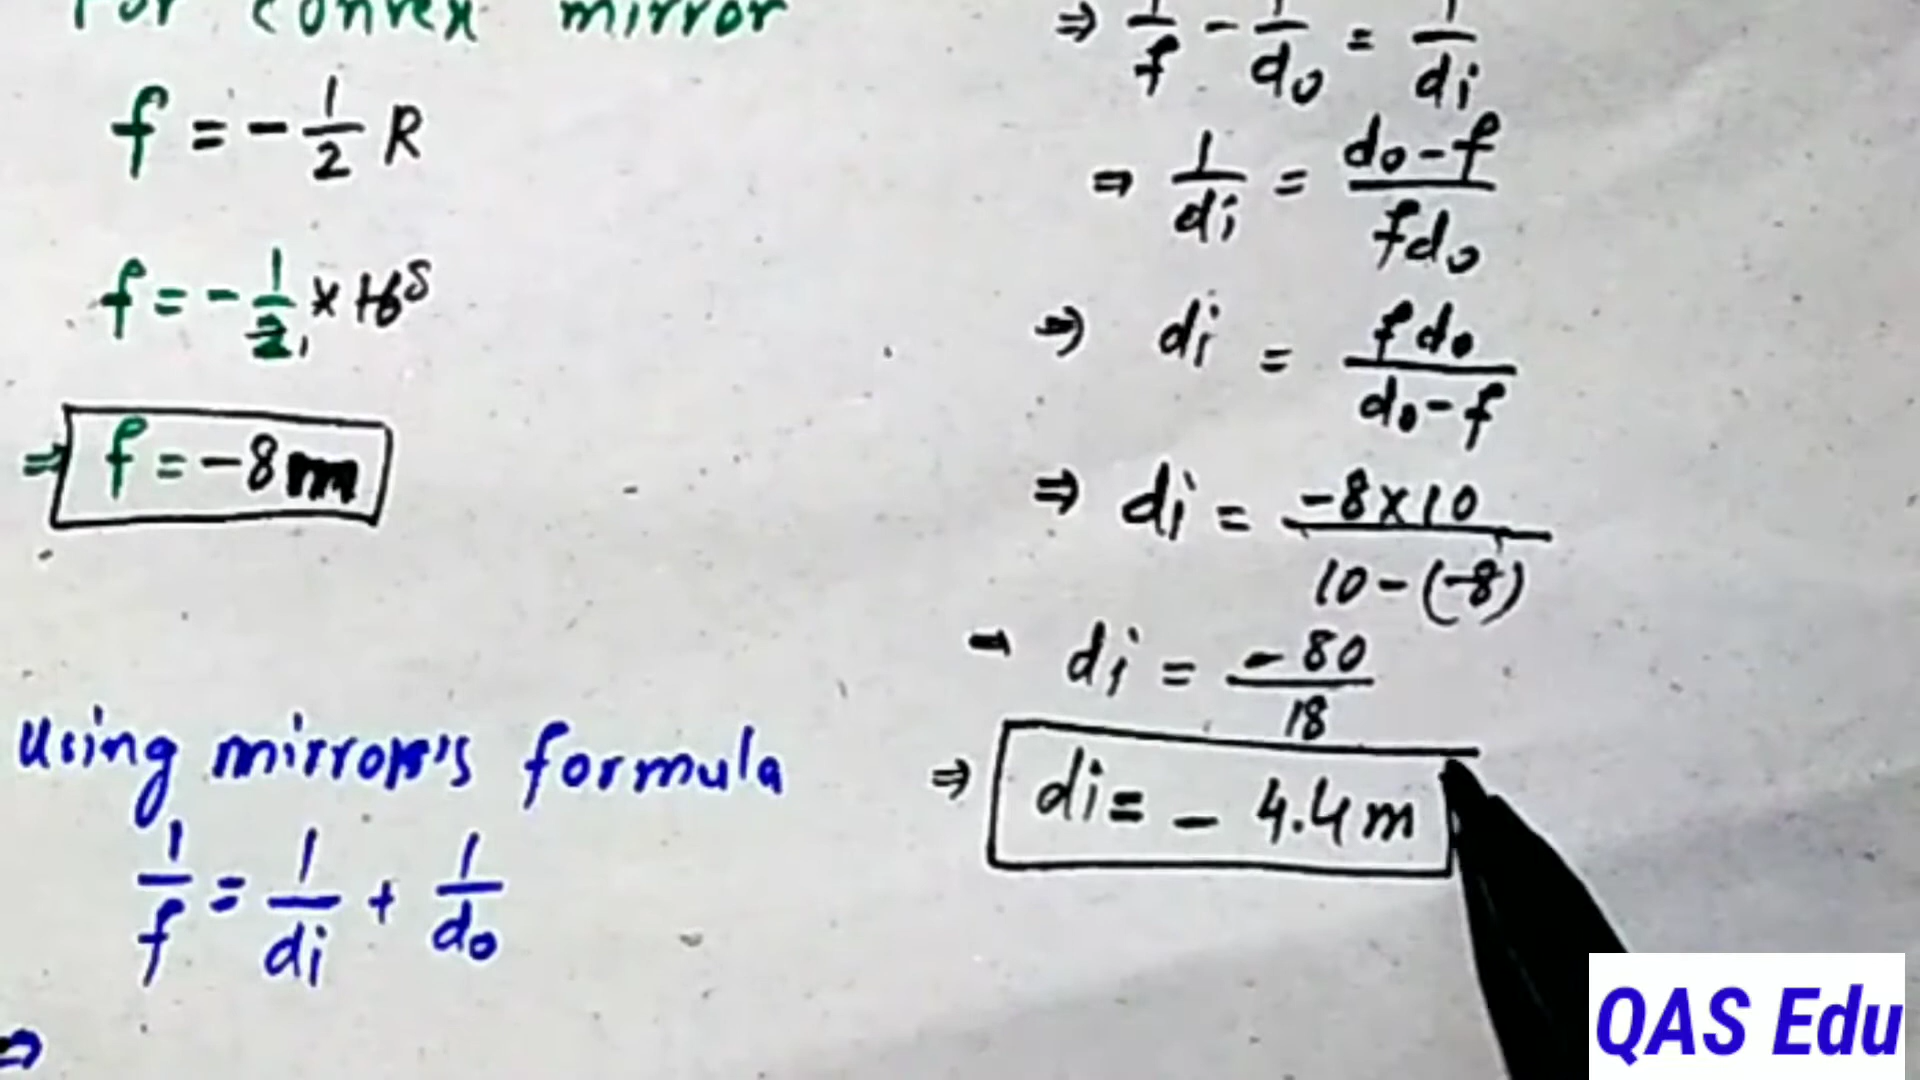 For convex mirror
f = - 1/2 R
f = - 1/2 1 × 16 8
⇒ f = -8m
Using mirror's formula
1/f = 1/di + 1/do
⇒
⇒ 1/f - 1/do = 1/di
⇒ 1/di = do-f/fdo
⇒ di = fdo/do-f
⇒ di = -8×10/10-(-8)
di = -80/18
⇒ di = - 4.4m
QAS Edu